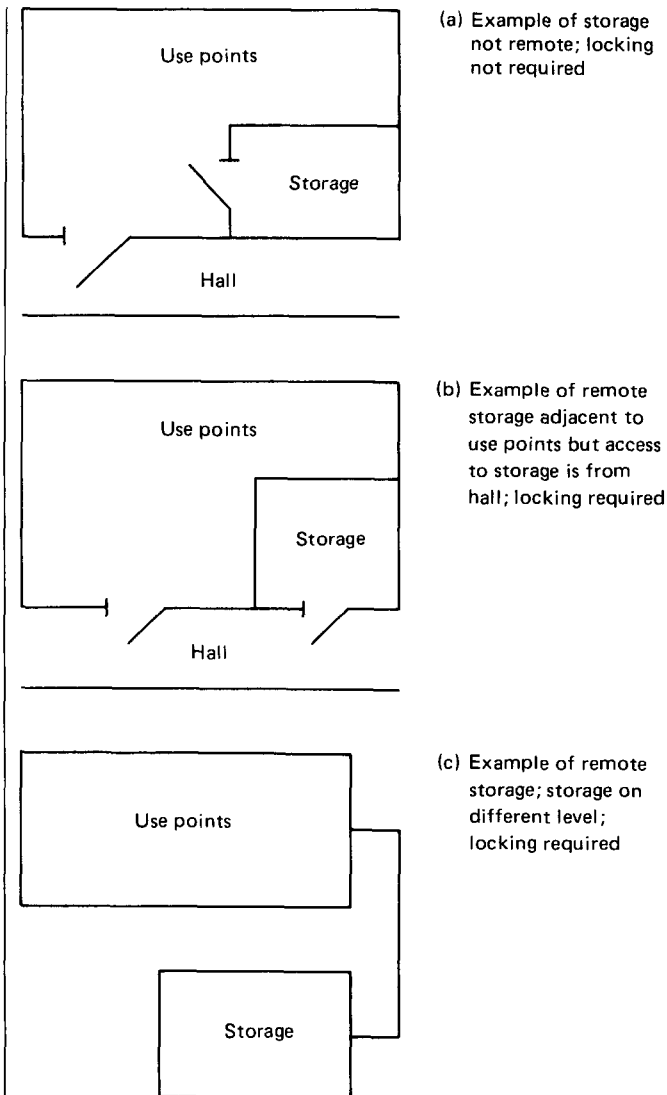 Use points
Storage
Hall
(a) Example of storage
not remote; locking
not required
Use points
Storage
Hall
(b) Example of remote
storage adjacent to
use points but access
to storage is from
hall; locking required
Use points
Storage
(c) Example of remote
storage; storage on
different level;
locking required